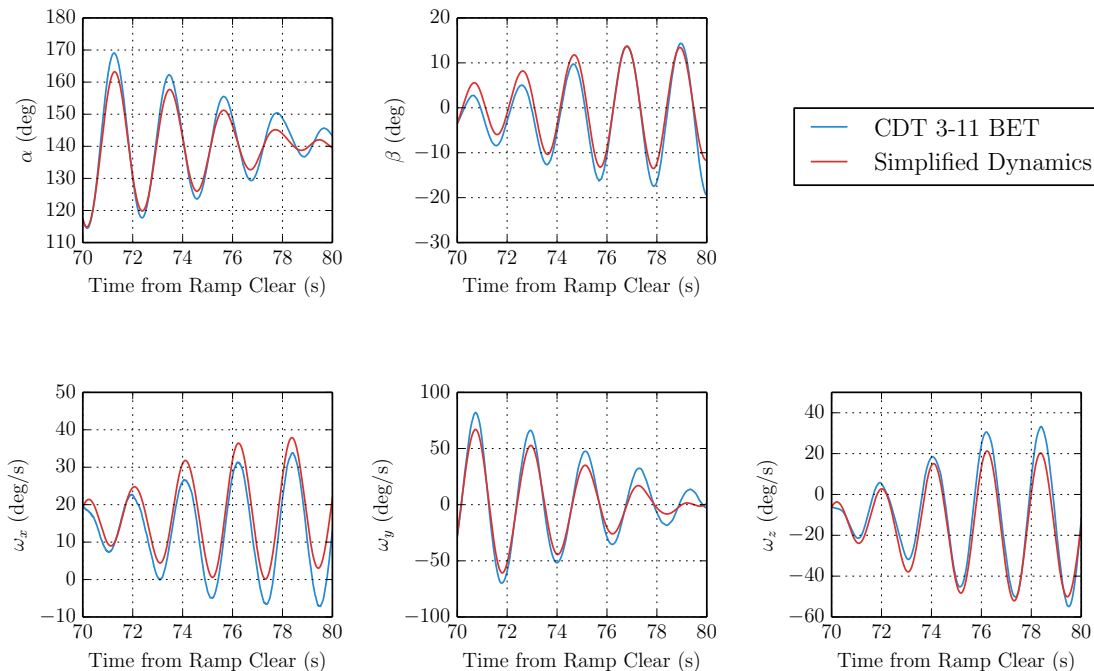 180
170
160
150
140
130
120
110
α (deg)
70 72 74 76 78 80
Time from Ramp Clear (s)
30
20
10
0
−10
−20
−30
β (deg)
70 72 74 76 78 80
Time from Ramp Clear (s)
CDT 3-11 BET
Simplified Dynamics
50
40
30
20
10
0
−10
ωx (deg/s)
70 72 74 76 78 80
Time from Ramp Clear (s)
100
50
0
−50
−100
ωy (deg/s)
70 72 74 76 78 80
Time from Ramp Clear (s)
40
20
0
−20
−40
−60
ωz (deg/s)
70 72 74 76 78 80
Time from Ramp Clear (s)